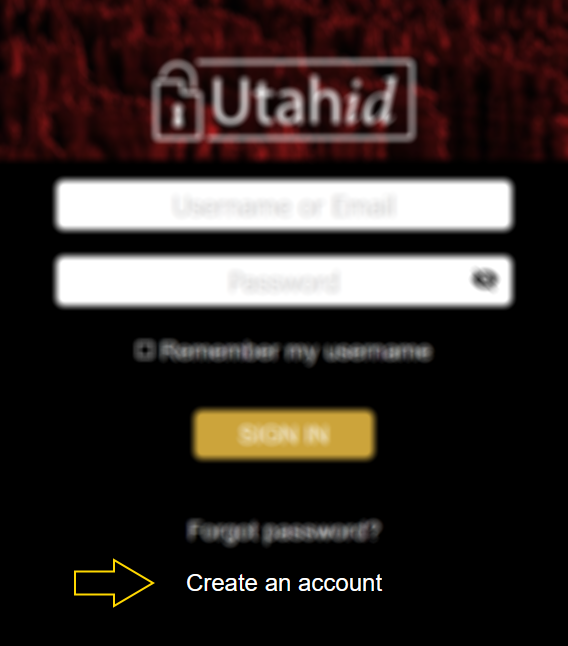 Utahid
Username or Email
Password
Remember my username
SIGN IN
Forgot password?
Create an account